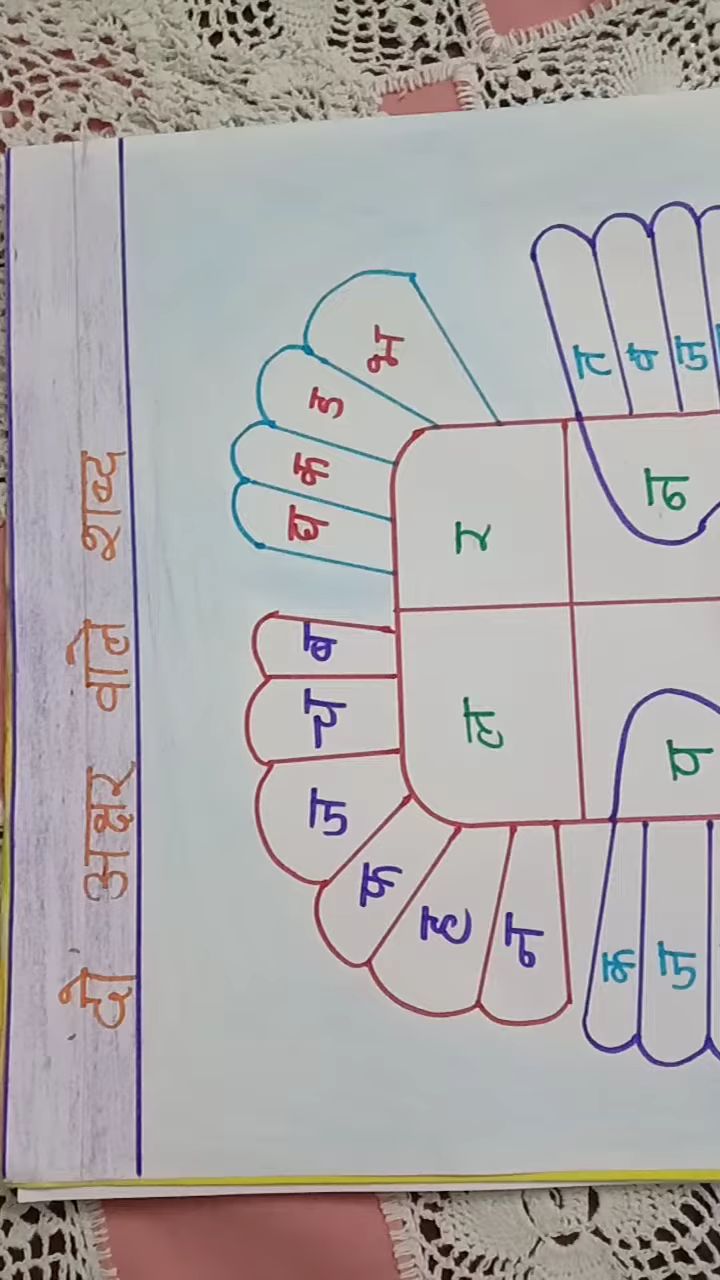 दो अक्षर वाले शब्द
न ह फ ज च ब
घ क ड भ
ल र
प न
क ज
त ज